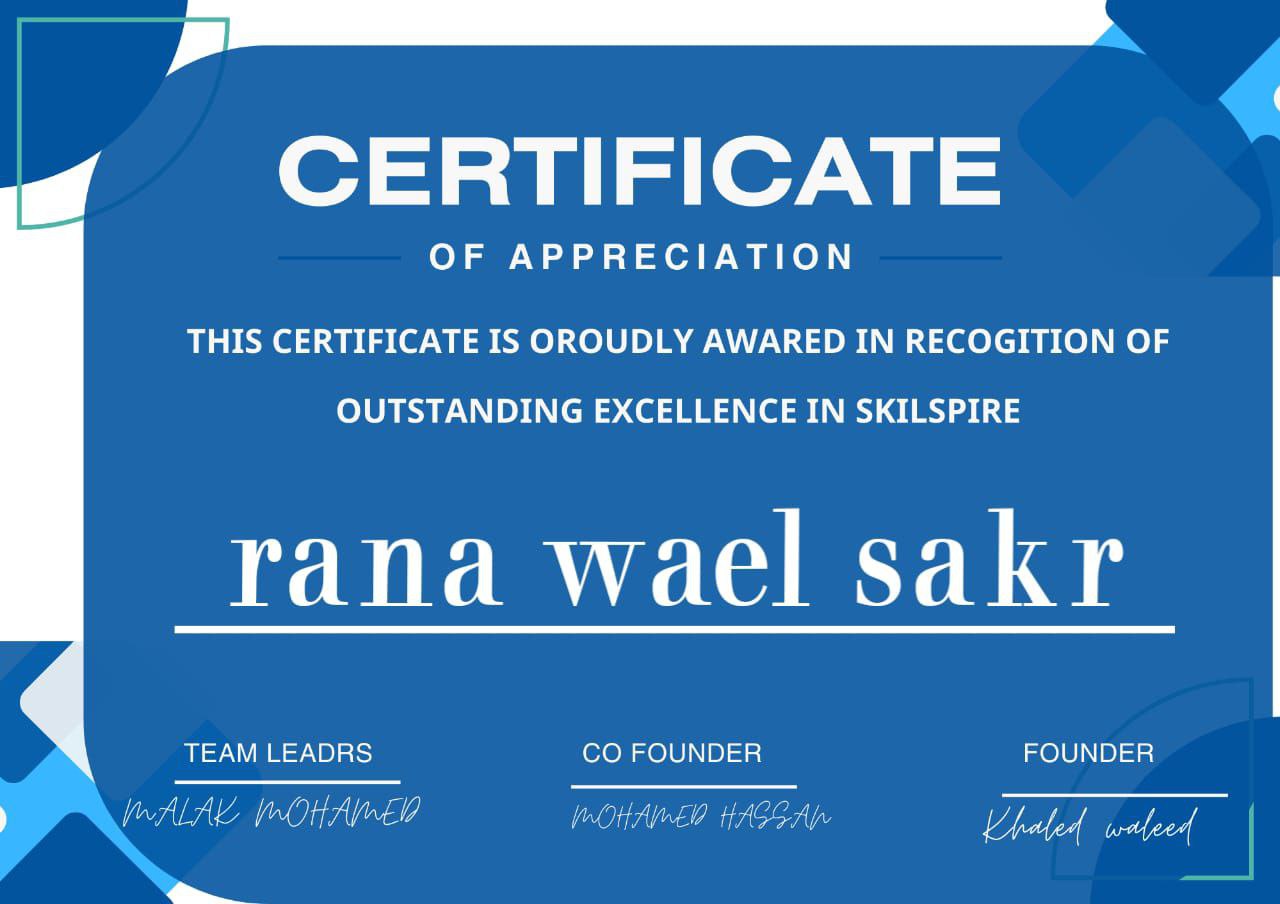 CERTIFICATE
OF APPRECIATION
THIS CERTIFICATE IS OROUDLY AWARED IN RECOGITION OF
OUTSTANDING EXCELLENCE IN SKILSPIRE
rana wael sakr
TEAM LEADRS
CO FOUNDER
FOUNDER
MALAK MOHAMED
MOHAMED HASSAN
Khaled waleed